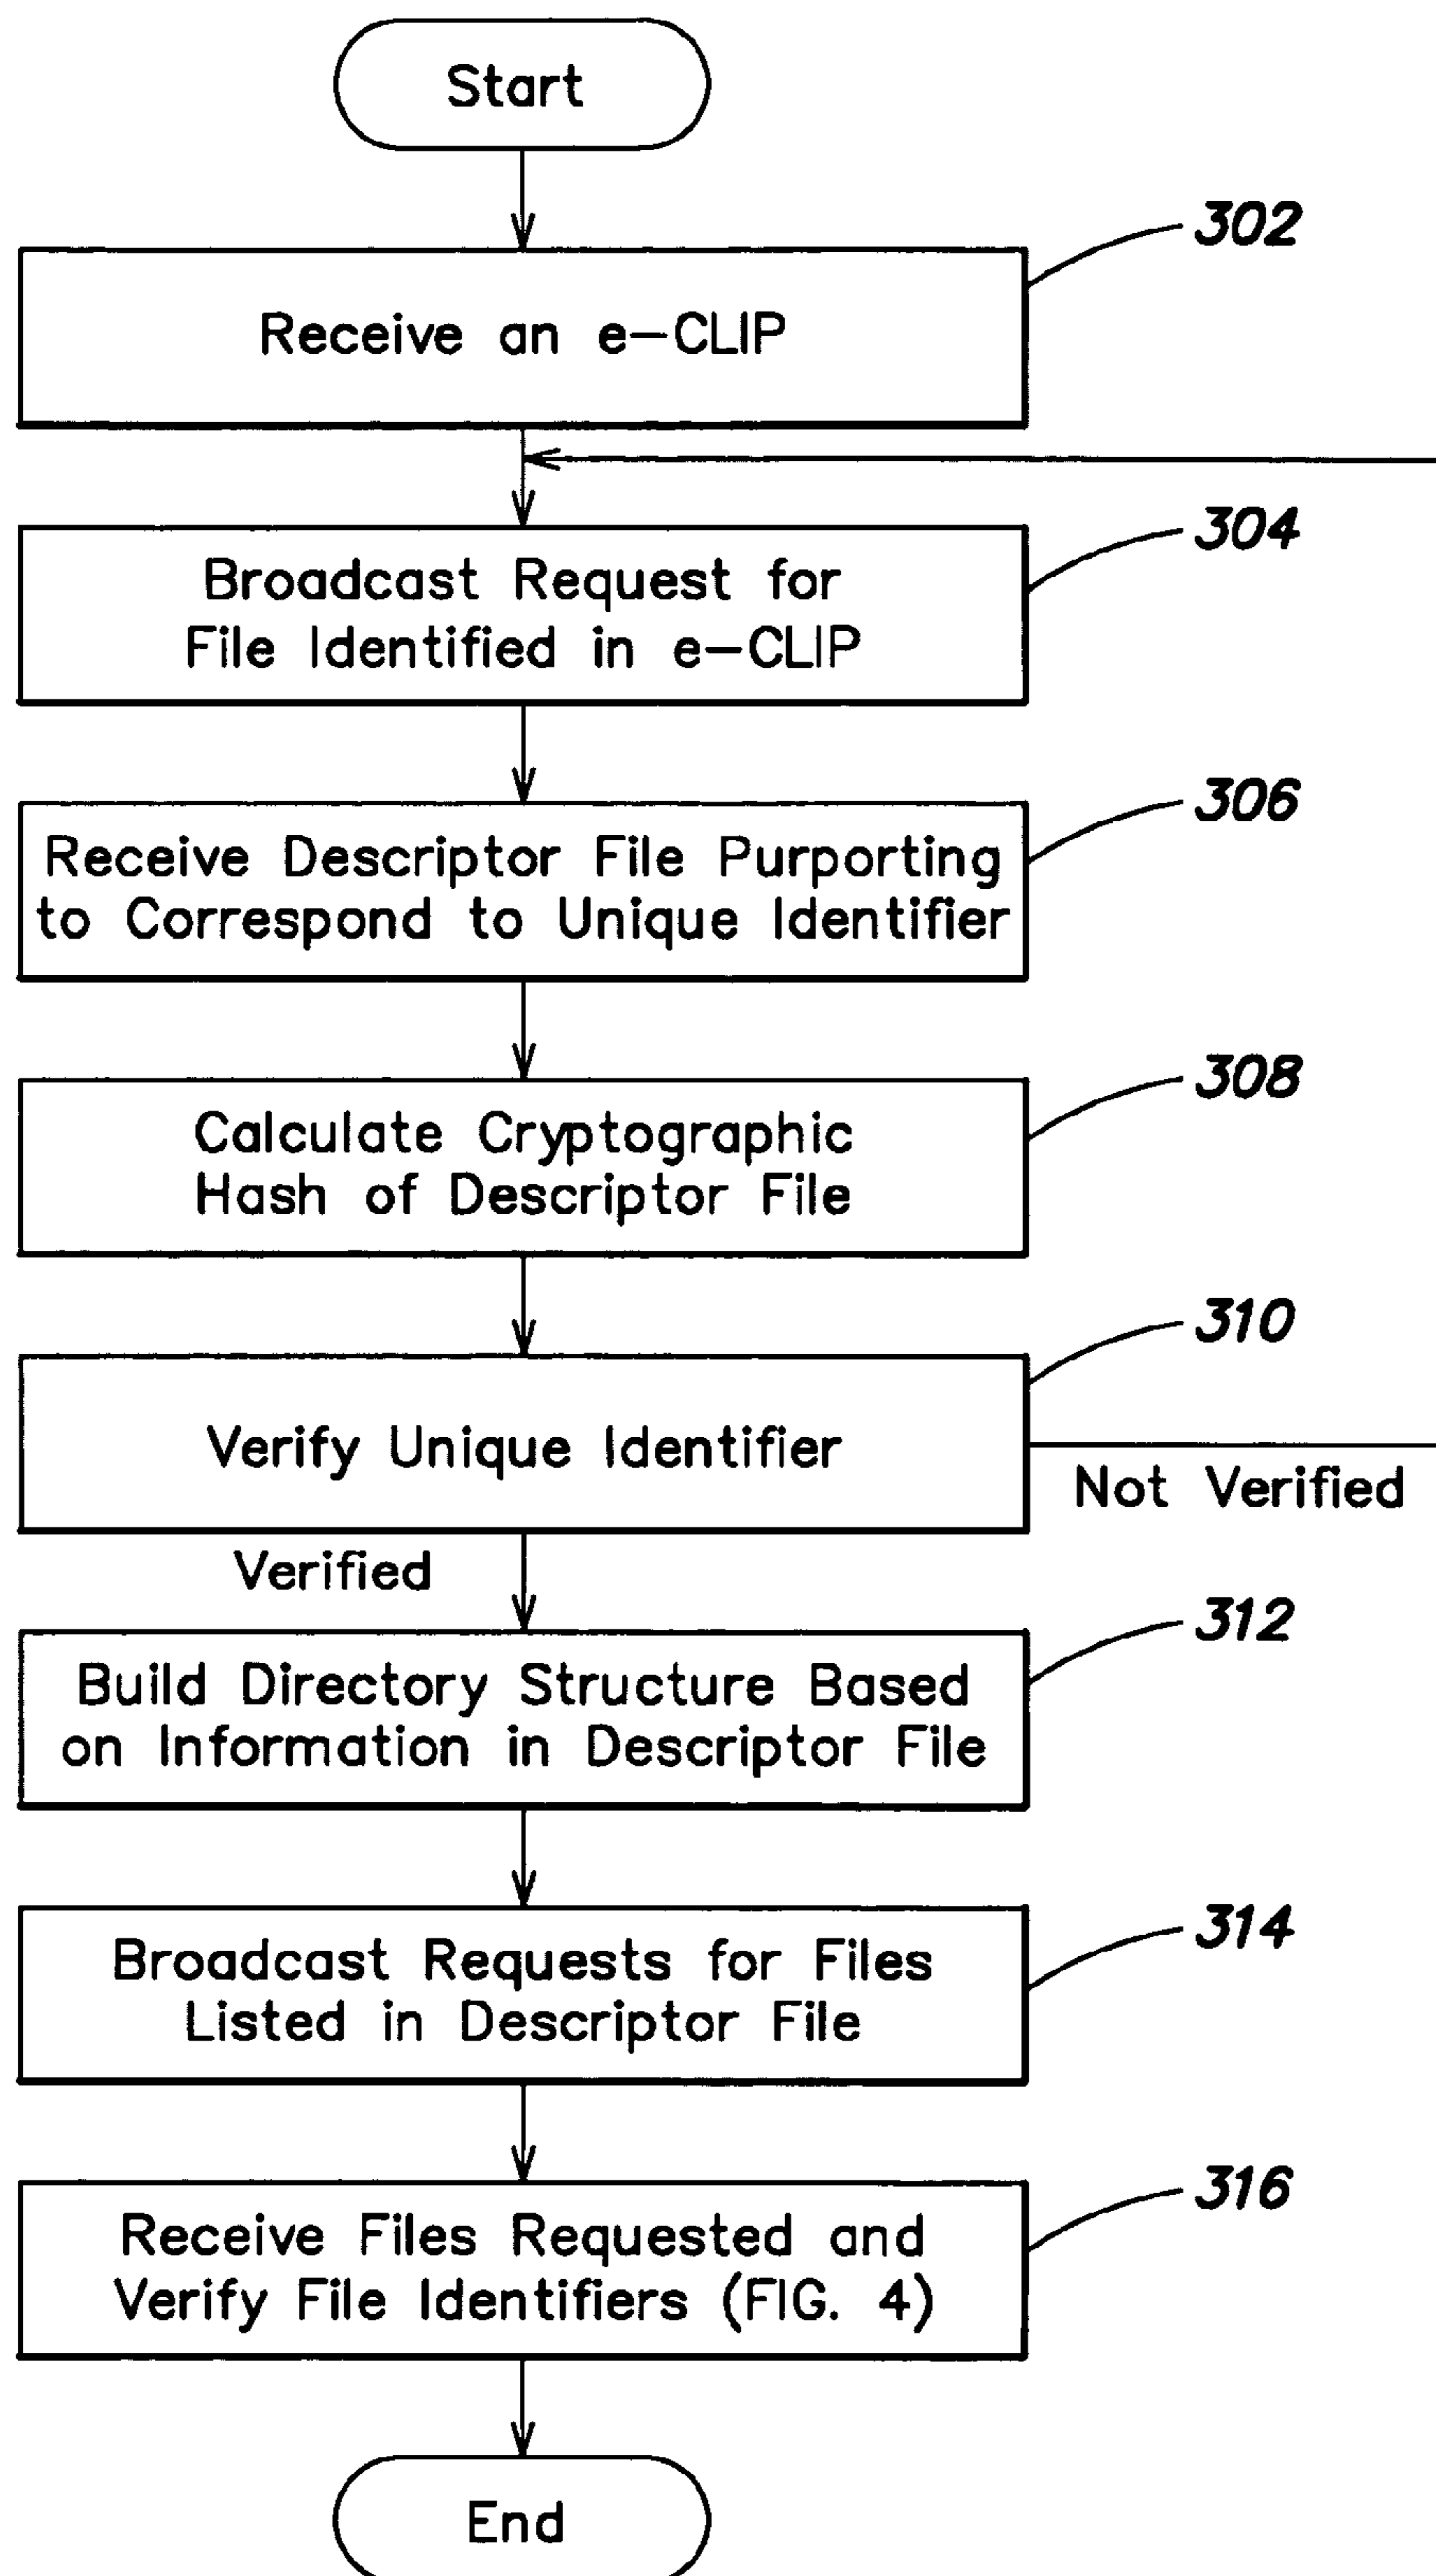 Start
302
Receive an e-CLIP
304
Broadcast Request for
File Identified in e-CLIP
306
Receive Descriptor File Purporting
to Correspond to Unique Identifier
308
Calculate Cryptographic
Hash of Descriptor File
310
Verify Unique Identifier
Not Verified
Verified
312
Build Directory Structure Based
on Information in Descriptor File
314
Broadcast Requests for Files
Listed in Descriptor File
316
Receive Files Requested and
Verify File Identifiers (FIG. 4)
End